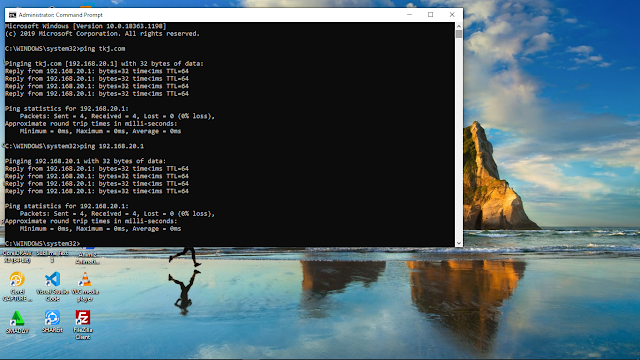 Administrator: Command Prompt
Microsoft Windows [Version 10.0.18363.1198]
(c) 2019 Microsoft Corporation. All rights reserved.
C:\WINDOWS\system32>ping tkj.com
Pinging tkj.com [192.168.20.1] with 32 bytes of data:
Reply from 192.168.20.1: bytes=32 time<1ms TTL=64
Reply from 192.168.20.1: bytes=32 time<1ms TTL=64
Reply from 192.168.20.1: bytes=32 time<1ms TTL=64
Reply from 192.168.20.1: bytes=32 time<1ms TTL=64
Ping statistics for 192.168.20.1:
Packets: Sent = 4, Received = 4, Lost = 0 (0% loss),
Approximate round trip times in milli-seconds:
Minimum = 0ms, Maximum = 0ms, Average = 0ms
C:\WINDOWS\system32>ping 192.168.20.1
Pinging 192.168.20.1 with 32 bytes of data:
Reply from 192.168.20.1: bytes=32 time<1ms TTL=64
Reply from 192.168.20.1: bytes=32 time<1ms TTL=64
Reply from 192.168.20.1: bytes=32 time<1ms TTL=64
Reply from 192.168.20.1: bytes=32 time<1ms TTL=64
Ping statistics for 192.168.20.1:
Packets: Sent = 4, Received = 4, Lost = 0 (0% loss),
Approximate round trip times in milli-seconds:
Minimum = 0ms, Maximum = 0ms, Average = 0ms
C:\WINDOWS\system32>
Sublime Text
3
Corel
CAPTURE ...
Visual Studio
Code
VLC media
player
SMADAV
SHAREit
FileZilla
Client